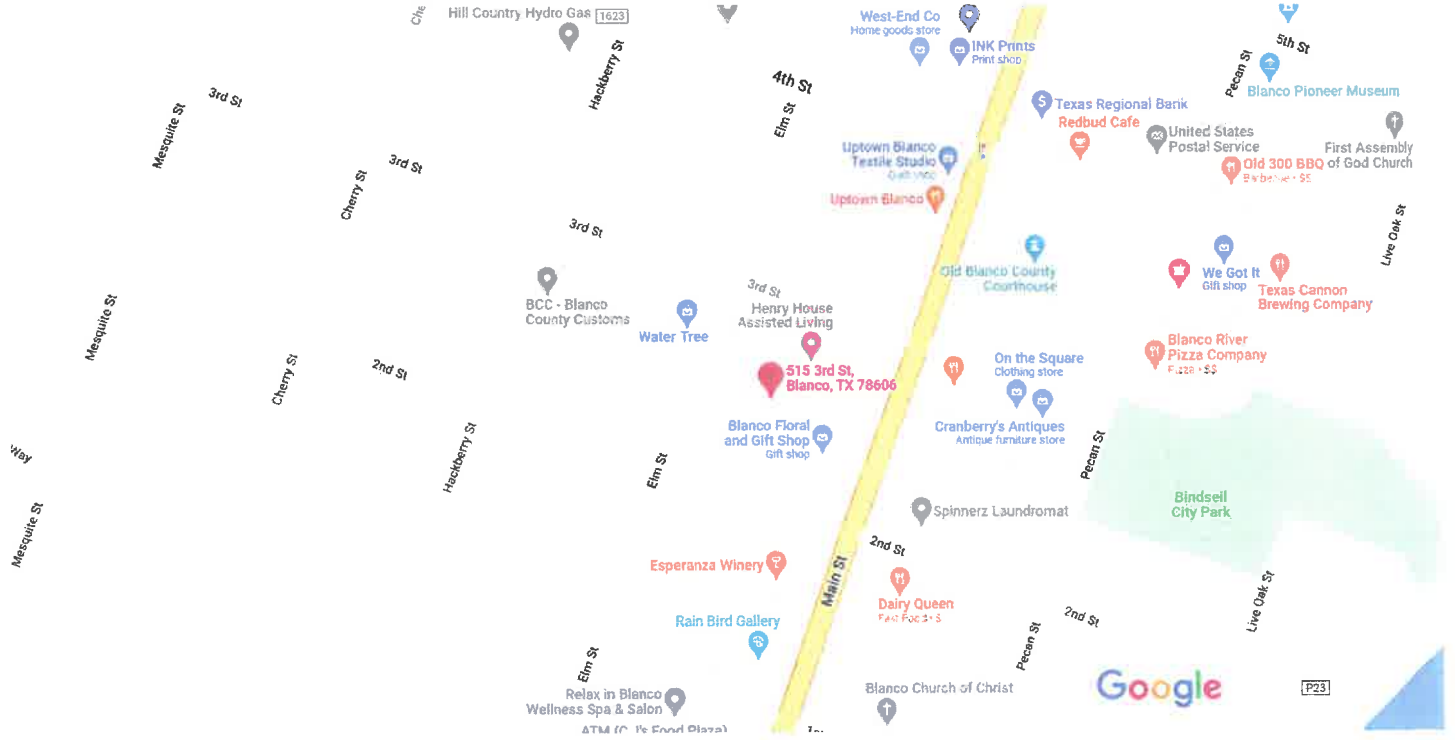 Che
Hill Country Hydro Gas
1623
West-End Co
Home goods store
INK Prints
Print shop
5th St
Pecan St
Blanco Pioneer Museum
Hackberry St
4th St
Elm St
3rd St
Mesquite St
Texas Regional Bank
Redbud Cafe
United States
Postal Service
First Assembly
of God Church
Old 300 BBQ
Barbecue • $$
Uptown Blanco
Textile Studio
Uptown Blanco
3rd St
Cherry St
3rd St
Live Oak St
Old Blanco County
Courthouse
We Got It
Gift shop
Texas Cannon
Brewing Company
BCC - Blanco
County Customs
3rd St
Henry House
Assisted Living
Water Tree
Mesquite St
515 3rd St,
Blanco, TX 78606
On the Square
Clothing store
Blanco River
Pizza Company
Pizza • $$
Cherry St
2nd St
Blanco Floral
and Gift Shop
Gift shop
Cranberry's Antiques
Antique furniture store
Pecan St
Way
Hackberry St
Elm St
Bindseil
City Park
Mesquite St
Spinnerz Laundromat
2nd St
Esperanza Winery
Main St
Dairy Queen
Fast Food • $
Live Oak St
Rain Bird Gallery
2nd St
Pecan St
Elm St
Relax in Blanco
Wellness Spa & Salon
Blanco Church of Christ
Google
P23
ATM (C. J's Food Plaza)